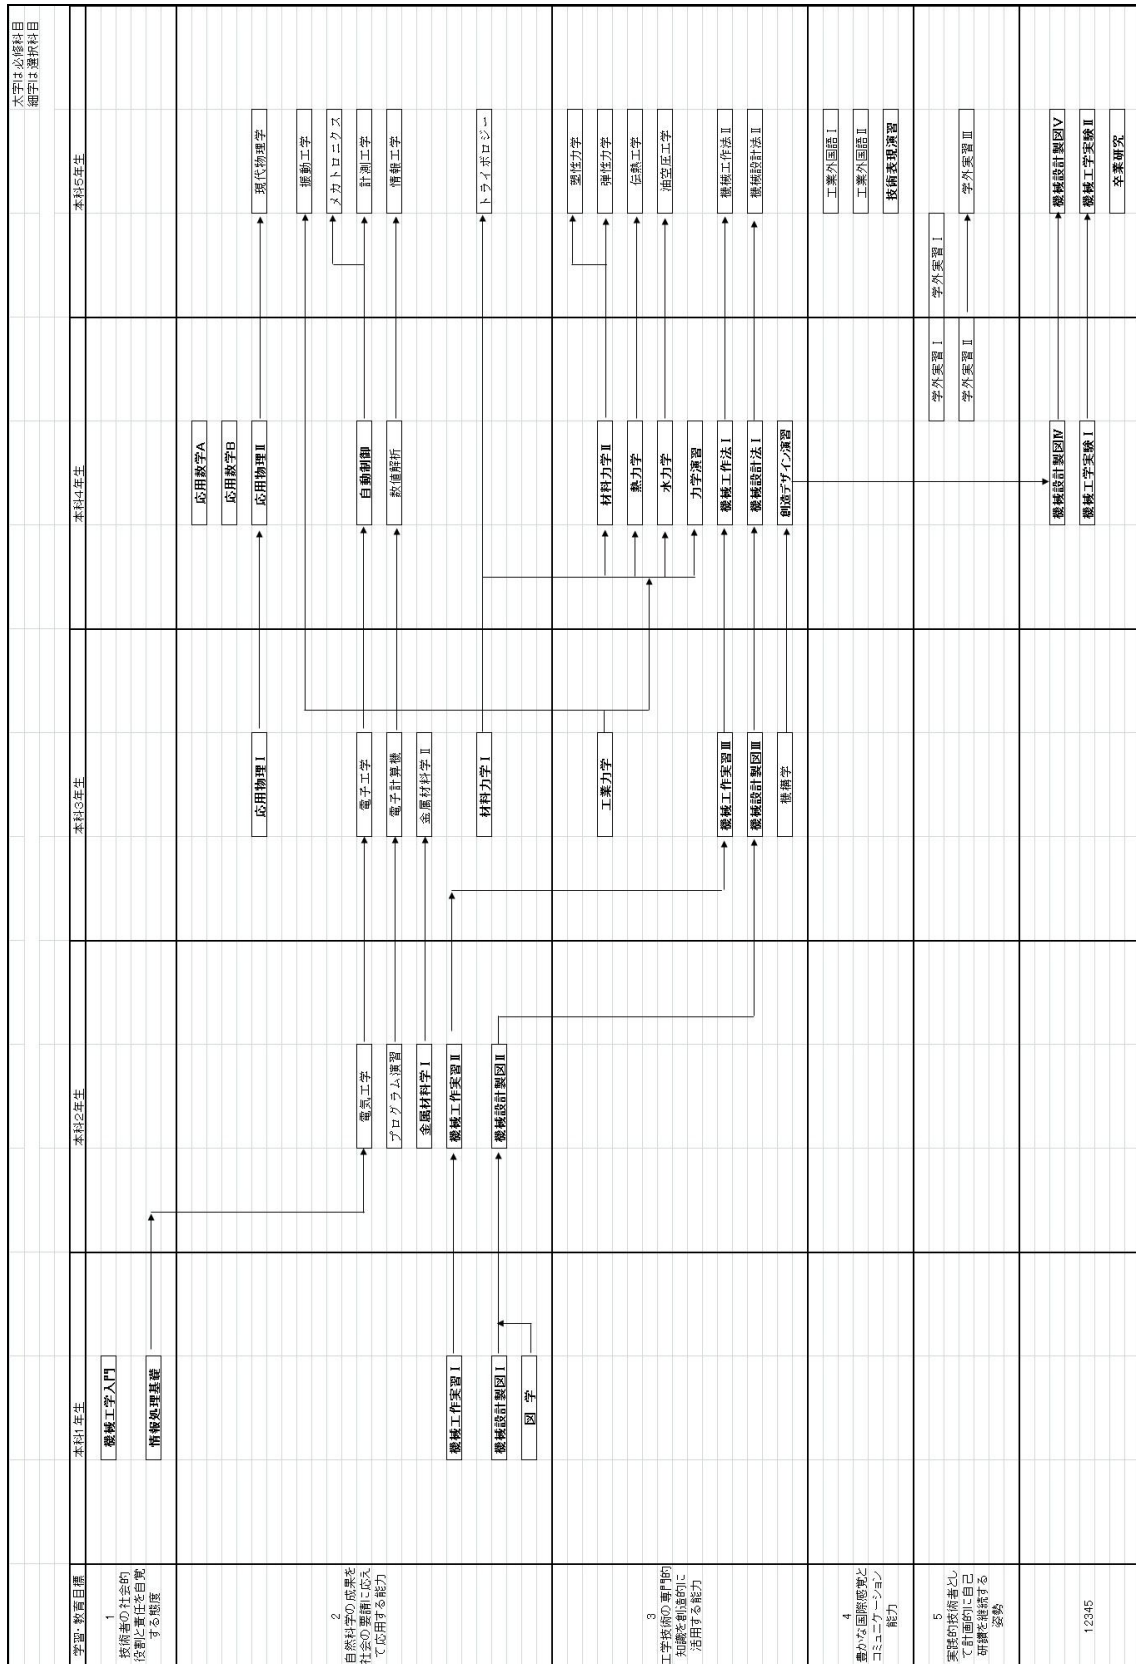 太字は必修科目
細字は選択科目
学習・教育目標
本科1年生
本科2年生
本科3年生
本科4年生
本科5年生
1
技術者の社会的
役割と責任を自覚
する態度
機械工学入門
情報処理基礎
2
自然科学の成果を
社会の要請に応え
て応用する能力
応用数学A
応用数学B
応用物理Ⅰ
応用物理Ⅱ
現代物理学
振動工学
メカトロニクス
電気工学
電子工学
自動制御
計測工学
プログラム演習
電子計算機
数値解析
情報工学
金属材料学Ⅰ
金属材料学Ⅱ
機械工作実習Ⅰ
機械工作実習Ⅱ
材料力学Ⅰ
トライボロジー
機械設計製図Ⅰ
機械設計製図Ⅱ
図 学
3
工学技術の専門的
知識を創造的に
活用する能力
塑性力学
工業力学
材料力学Ⅱ
弾性力学
熱力学
伝熱工学
水力学
油空圧工学
力学演習
機械工作実習Ⅲ
機械工作法Ⅰ
機械工作法Ⅱ
機械設計製図Ⅲ
機械設計法Ⅰ
機械設計法Ⅱ
機構学
創造デザイン演習
4
豊かな国際感覚と
コミュニケーション
能力
工業外国語Ⅰ
工業外国語Ⅱ
技術表現演習
5
実践的技術者とし
て計画的に自己
研鑽を継続する
姿勢
学外実習Ⅰ
学外実習Ⅰ
学外実習Ⅱ
学外実習Ⅲ
12345
機械設計製図Ⅳ
機械設計製図Ⅴ
機械工学実験Ⅰ
機械工学実験Ⅱ
卒業研究